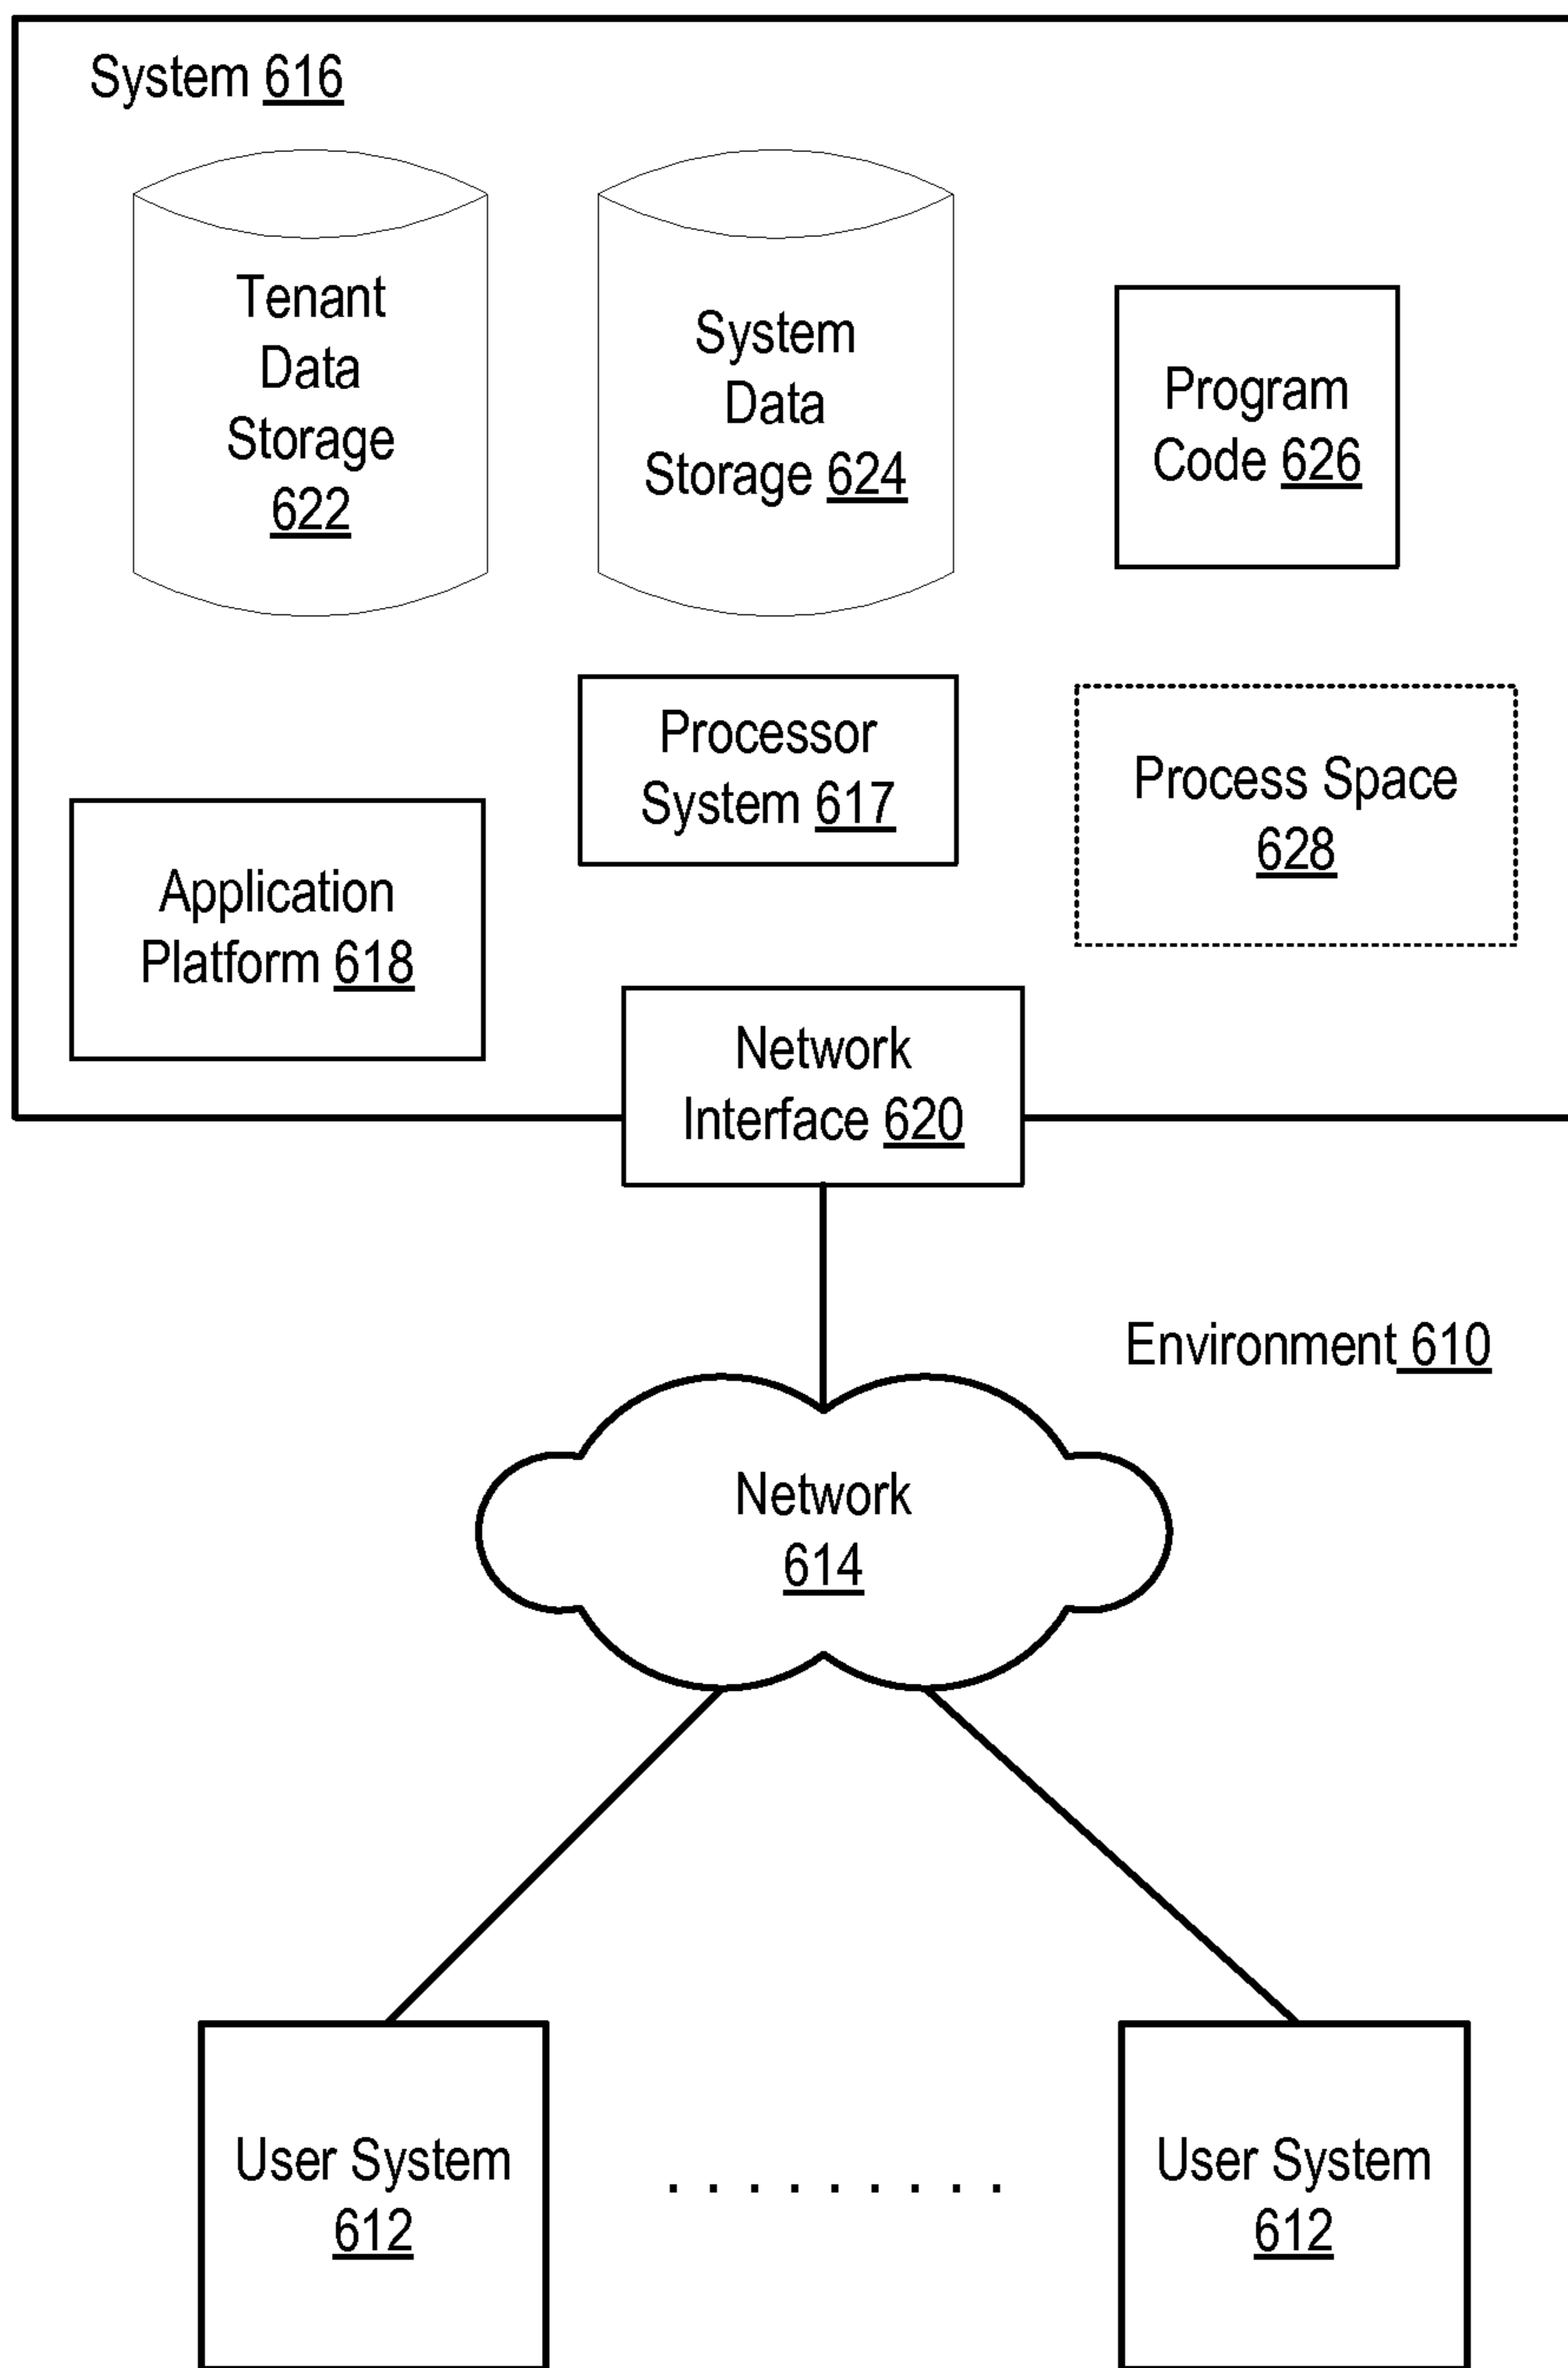 System 616
Tenant
Data
Storage
622
System
Data
Storage 624
Program
Code 626
Processor
System 617
Process Space
628
Application
Platform 618
Network
Interface 620
Environment 610
Network
614
User System
612
User System
612